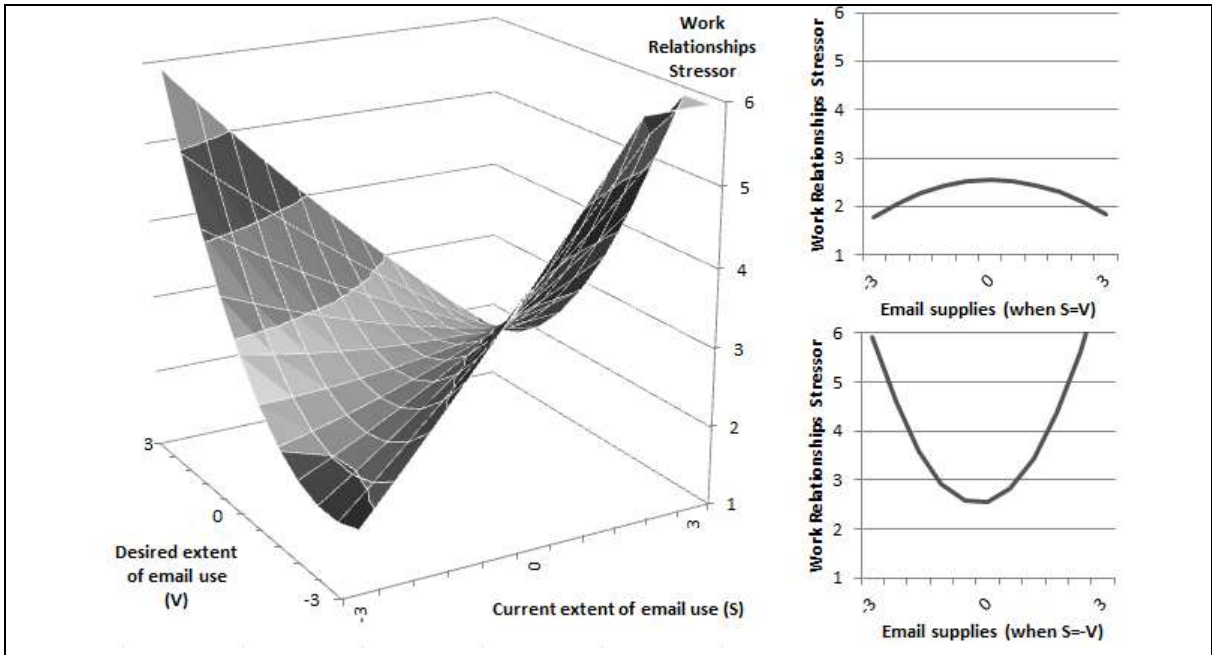 Work
Relationships
Stressor
6
5
4
3
2
1
3
0
-3
Desired extent
of email use
(V)
-3
0
3
Current extent of email use (S)
Work Relationships Stressor
6
5
4
3
2
1
-3
0
3
Email supplies (when S=V)
Work Relationships Stressor
6
5
4
3
2
1
-3
0
3
Email supplies (when S=-V)